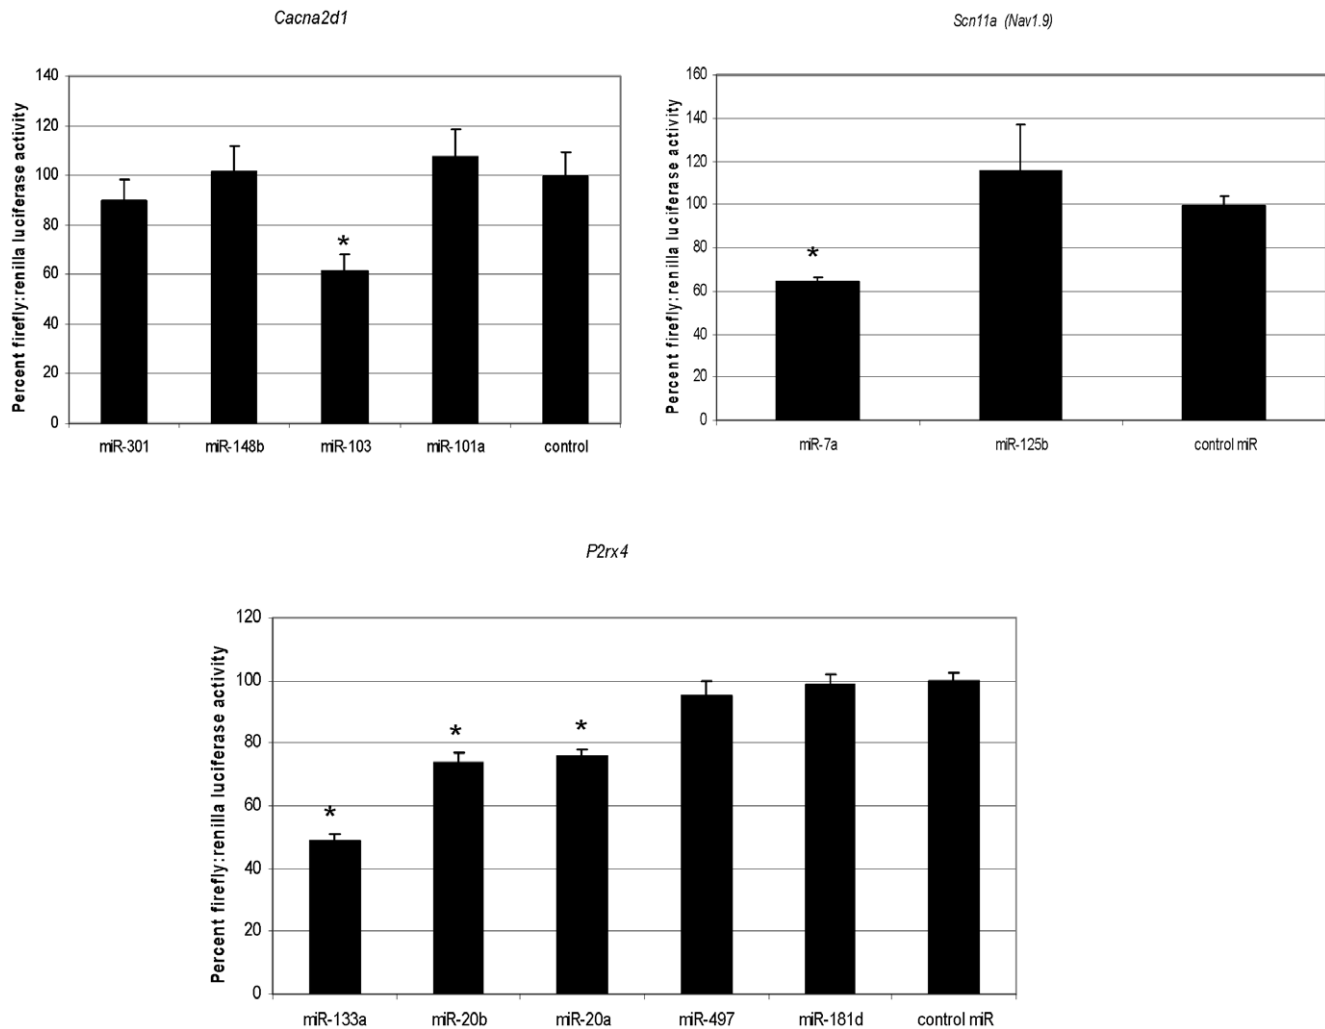 Cacna2d1
Percent firefly:renilla luciferase activity
140
120
100
80
60
40
20
0
*
miR-301 miR-148b miR-103 miR-101a control
Scn11a (Nav1.9)
Percent firefly:renilla luciferase activity
160
140
120
100
80
60
40
20
0
*
miR-7a miR-125b control miR
P2rx4
Percent firefly:renilla luciferase activity
120
100
80
60
40
20
0
* * *
miR-133a miR-20b miR-20a miR-497 miR-181d control miR